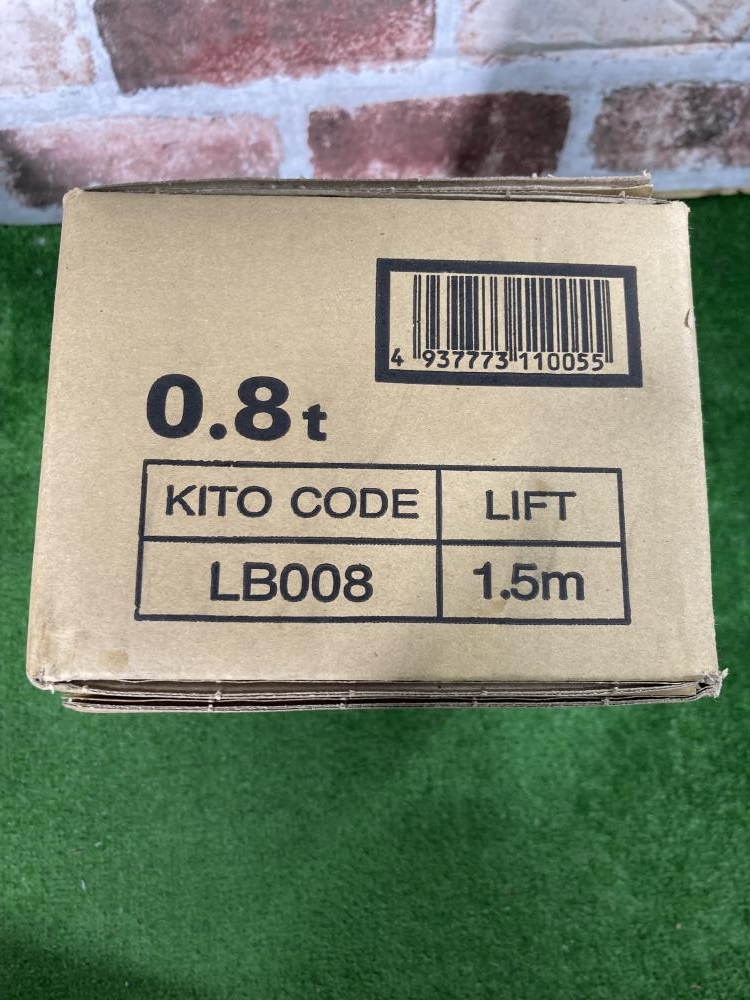 4 937773 110055
0.8t
KITO CODE LIFT
LB008 1.5m